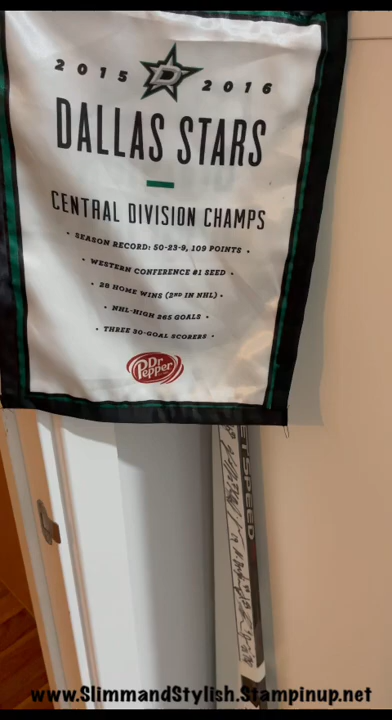 2015 2016
DALLAS STARS
CENTRAL DIVISION CHAMPS
• SEASON RECORD: 50-23-9, 109 POINTS •
• WESTERN CONFERENCE #1 SEED •
• 28 HOME WINS (2ND IN NHL) •
• NHL-HIGH 265 GOALS •
• THREE 30-GOAL SCORERS •
Dr Pepper
ETSPEED
www.SlimmandStylish.Stampinup.net